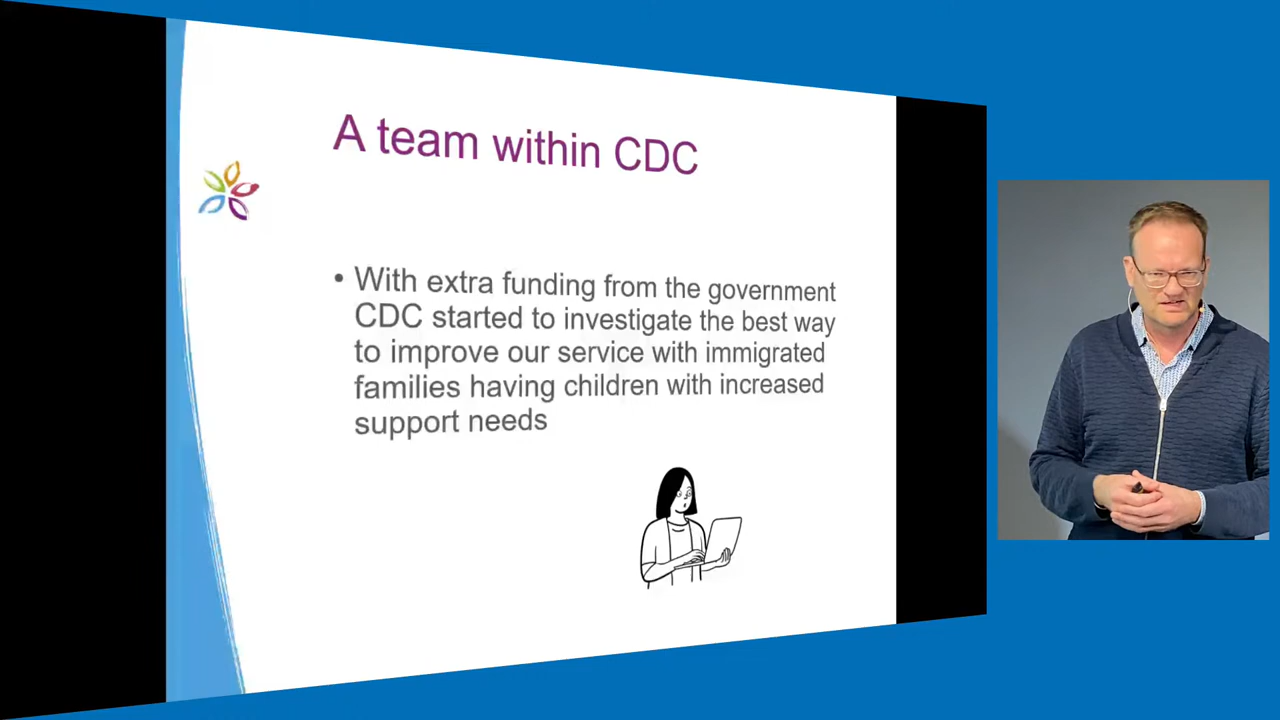 A team within CDC
• With extra funding from the government
CDC started to investigate the best way
to improve our service with immigrated
families having children with increased
support needs